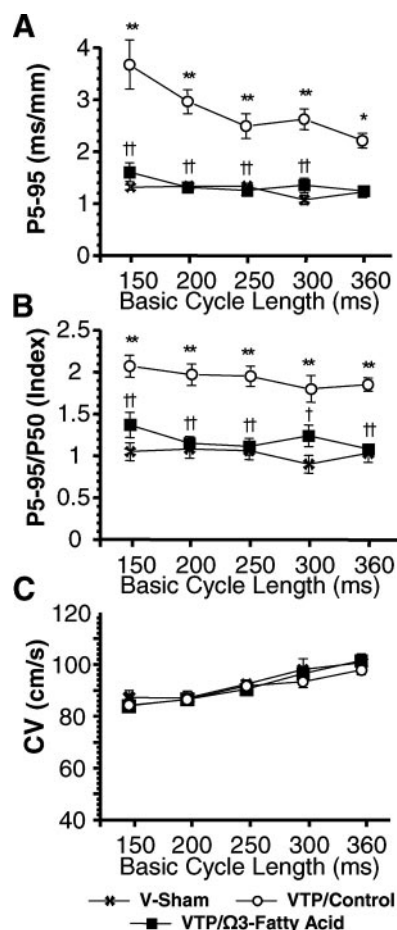 A
P5-95 (ms/mm)
4
3
2
1
0
** ** ** ** *
†† †† †† ††
150 200 250 300 360
Basic Cycle Length (ms)
B
P5-95/P50 (Index)
2.5
2
1.5
1
0.5
0
** ** ** ** **
†† †† †† † ††
150 200 250 300 360
Basic Cycle Length (ms)
C
CV (cm/s)
120
100
80
60
40
150 200 250 300 360
Basic Cycle Length (ms)
V-Sham VTP/Control
VTP/Ω3-Fatty Acid